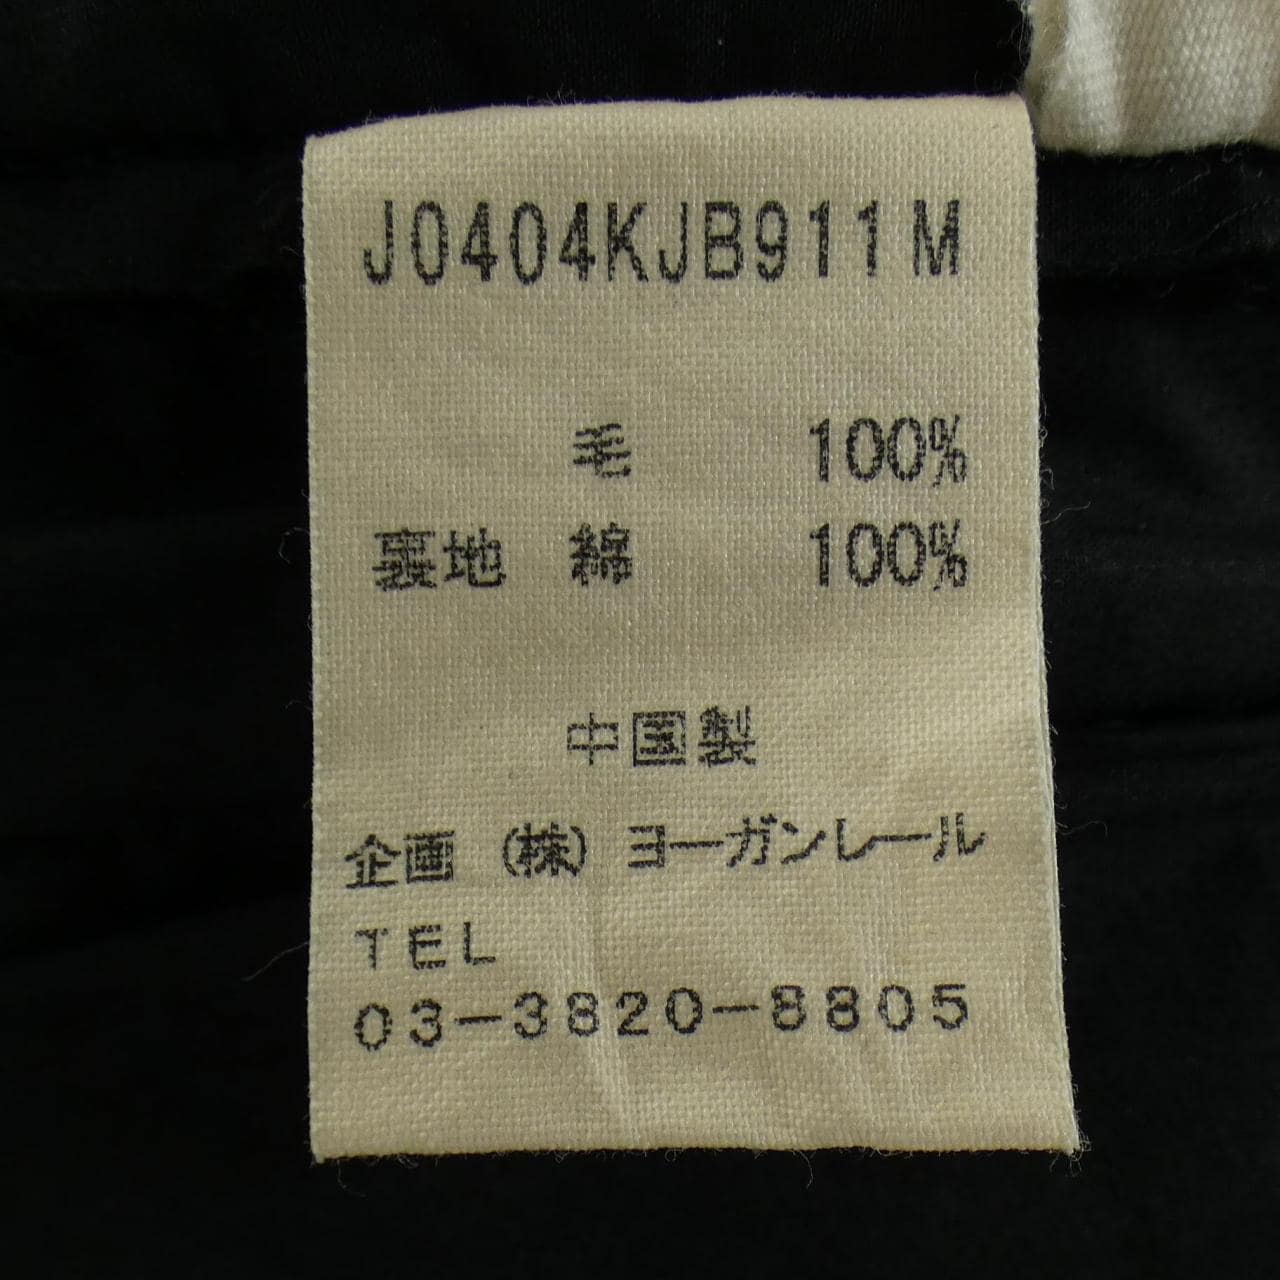 J0404KJB911M
毛 100%
裏地 綿 100%
中国製
企画 (株) ヨーガンレール
TEL
03-3820-8805